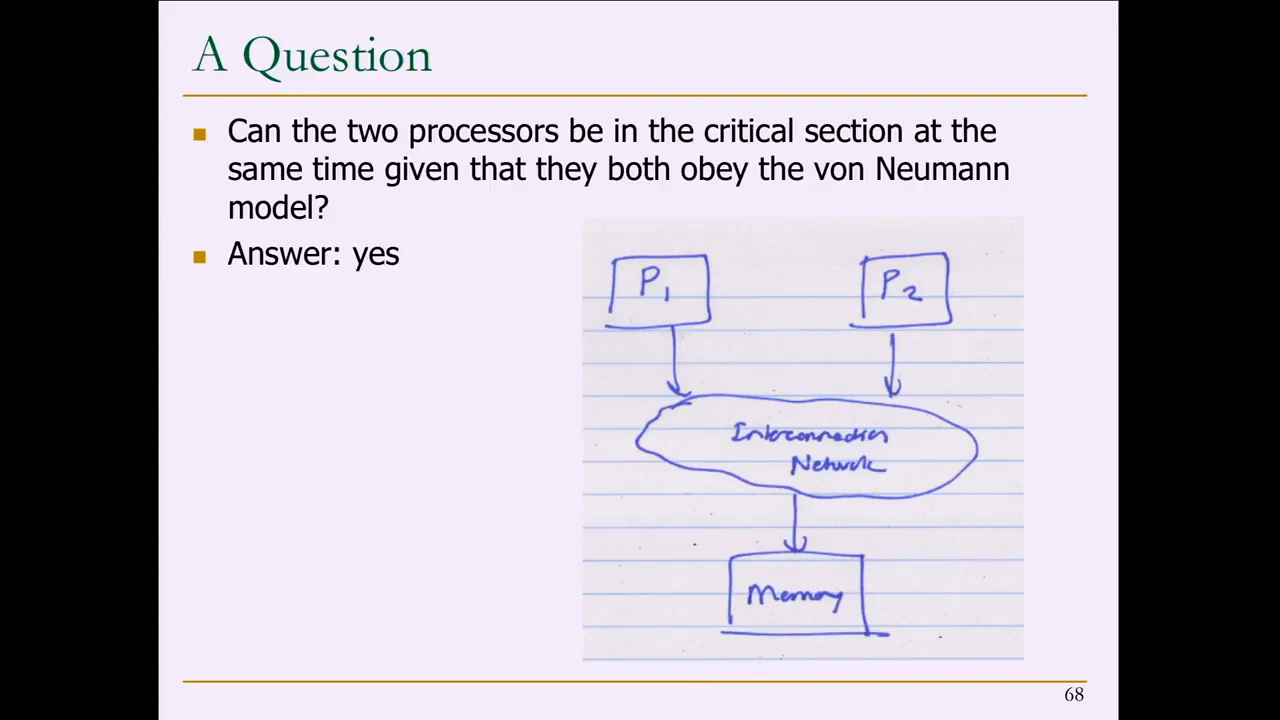 A Question
Can the two processors be in the critical section at the
same time given that they both obey the von Neumann
model?
Answer: yes
P1
P2
Interconnection
Network
Memory
68